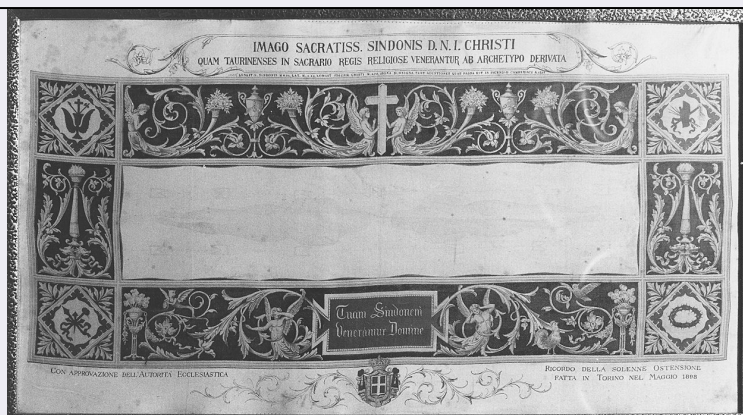 IMAGO SACRATISS. SINDONIS D.N.I. CHRISTI
QUAM TAURINENSES IN SACRARIO REGIS RELIGIOSE VENERANTUR AB ARCHETYPO DERIVATA
Tuam Sindonem
Veneramur Domine
CON APPROVAZIONE DELL'AUTORITÀ ECCLESIASTICA
RICORDO DELLA SOLENNE OSTENSIONE
FATTA IN TORINO NEL MAGGIO 1898